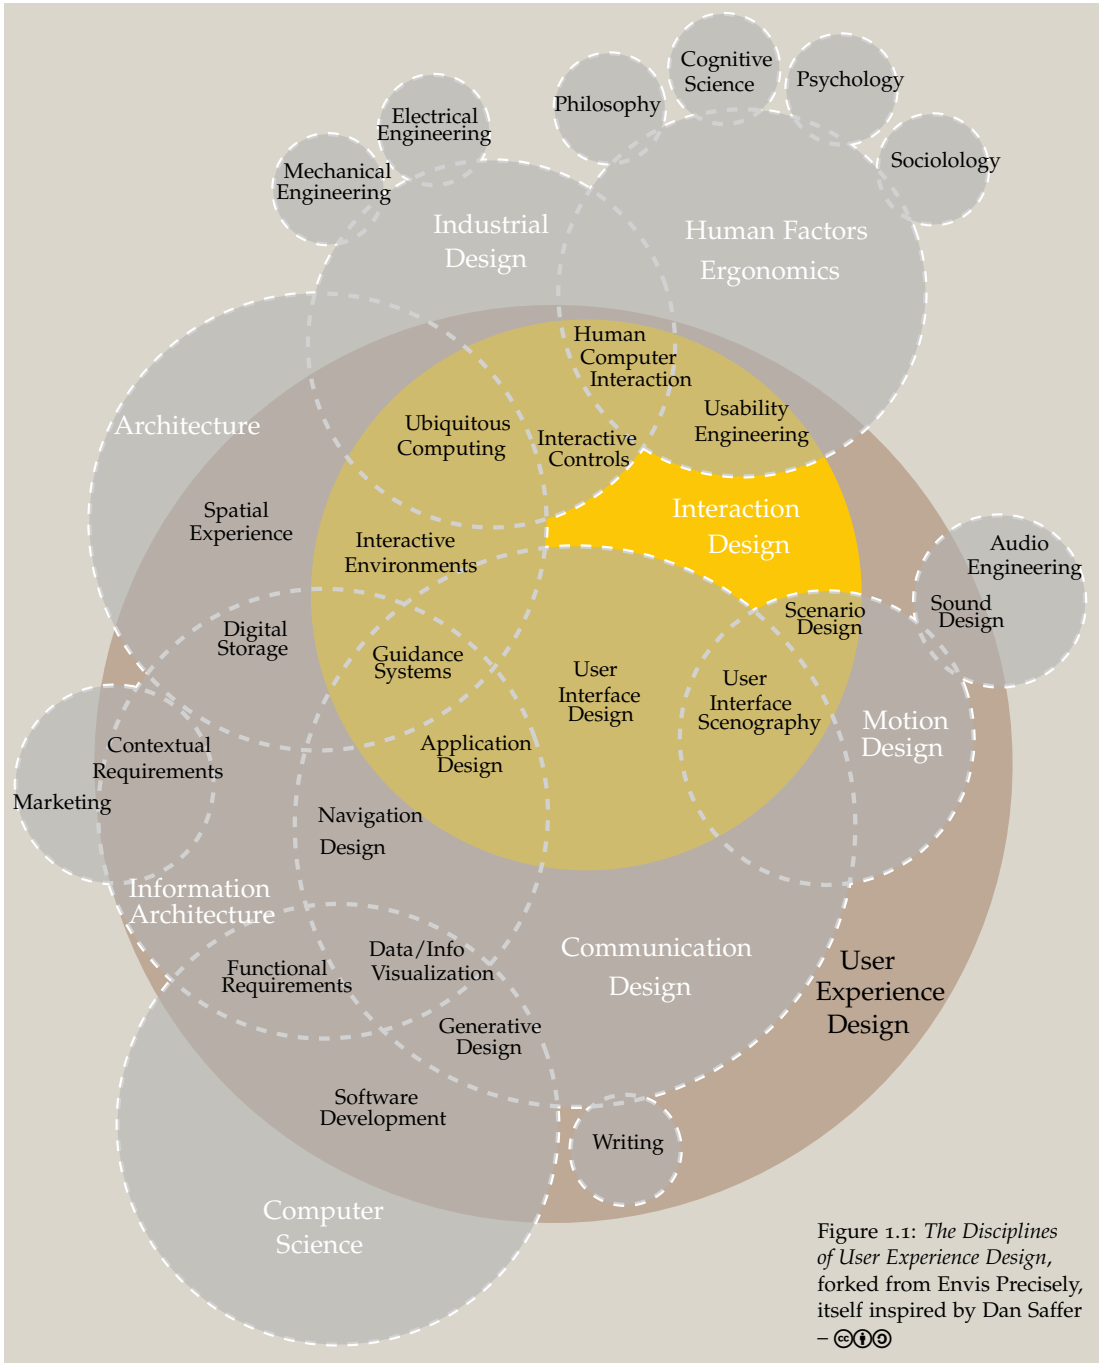 Cognitive
Science
Psychology
Philosophy
Electrical
Engineering
Sociolology
Mechanical
Engineering
Industrial
Design
Human Factors
Ergonomics
Human
Computer
Interaction
Architecture
Ubiquitous
Computing
Interactive
Controls
Usability
Engineering
Spatial
Experience
Interaction
Design
Interactive
Environments
Audio
Engineering
Sound
Design
Digital
Storage
Guidance
Systems
User
Interface
Design
Scenario
Design
User
Interface
Scenography
Motion
Design
Contextual
Requirements
Marketing
Application
Design
Navigation
Design
Information
Architecture
Functional
Requirements
Data/Info
Visualization
Communication
Design
User
Experience
Design
Generative
Design
Software
Development
Writing
Computer
Science
Figure 1.1: The Disciplines
of User Experience Design,
forked from Envis Precisely,
itself inspired by Dan Saffer
– cc